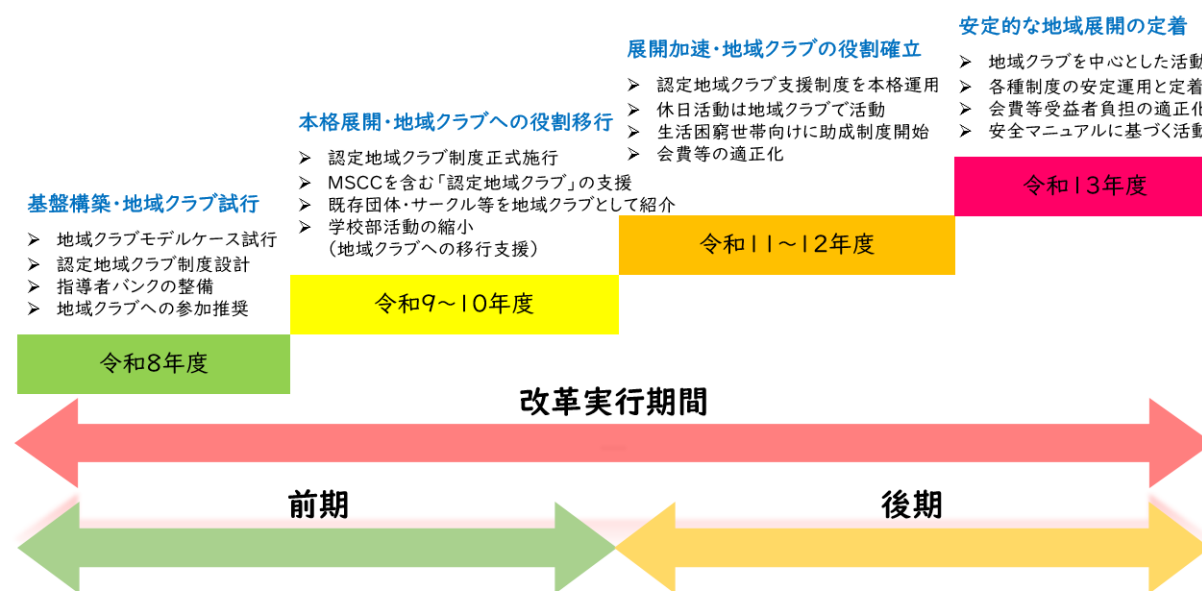 基盤構築・地域クラブ試行
➢ 地域クラブモデルケース試行
➢ 認定地域クラブ制度設計
➢ 指導者バンクの整備
➢ 地域クラブへの参加推奨
令和8年度
本格展開・地域クラブへの役割移行
➢ 認定地域クラブ制度正式施行
➢ MSCCを含む「認定地域クラブ」の支援
➢ 既存団体・サークル等を地域クラブとして紹介
➢ 学校部活動の縮小
(地域クラブへの移行支援)
令和9～10年度
展開加速・地域クラブの役割確立
➢ 認定地域クラブ支援制度を本格運用
➢ 休日活動は地域クラブで活動
➢ 生活困窮世帯向けに助成制度開始
➢ 会費等の適正化
令和11～12年度
安定的な地域展開の定着
➢ 地域クラブを中心とした活動
➢ 各種制度の安定運用と定着
➢ 会費等受益者負担の適正化
➢ 安全マニュアルに基づく活動
令和13年度
改革実行期間
前期
後期